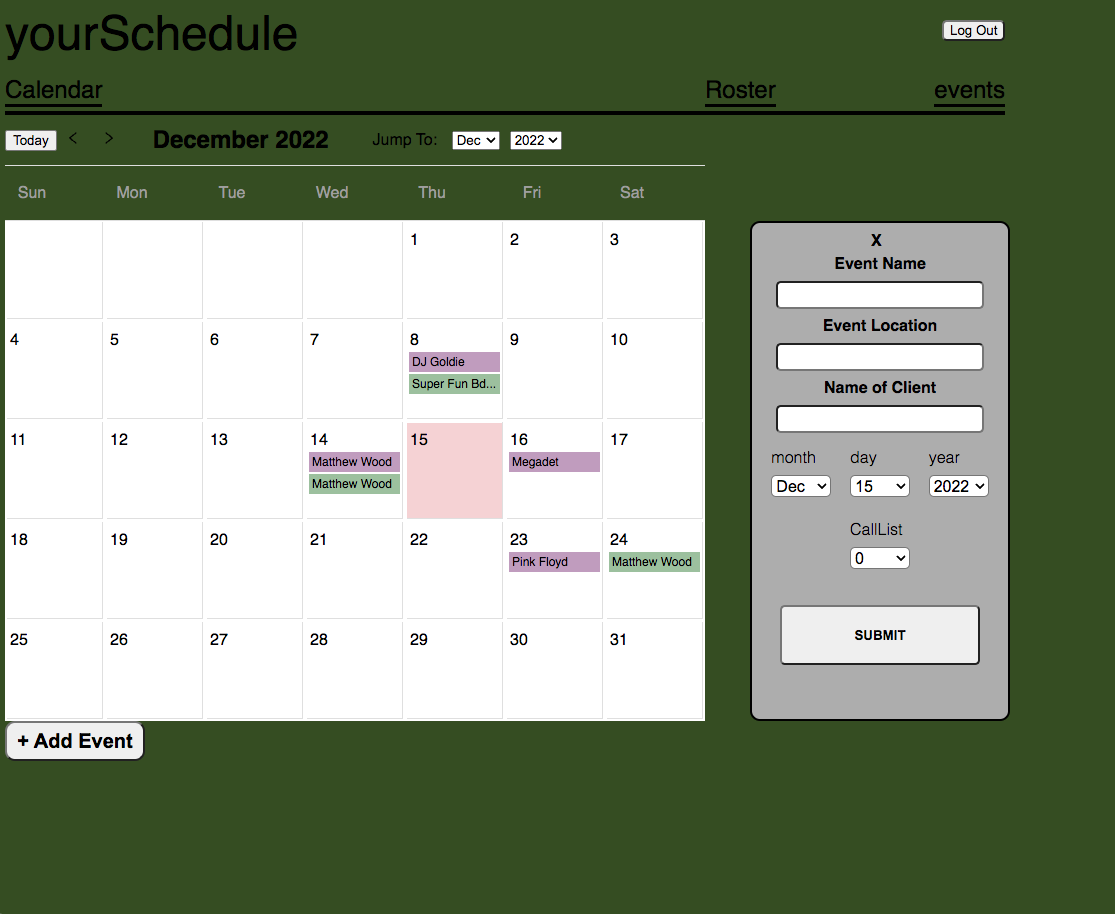 yourSchedule
Log Out
Calendar Roster events
Today < > December 2022 Jump To: Dec 2022
Sun Mon Tue Wed Thu Fri Sat
1 2 3
4 5 6 7 8 9 10
DJ Goldie
Super Fun Bd...
11 12 13 14 15 16 17
Matthew Wood Megadet
Matthew Wood
18 19 20 21 22 23 24
Pink Floyd Matthew Wood
25 26 27 28 29 30 31
+ Add Event
X
Event Name
Event Location
Name of Client
month day year
Dec 15 2022
CallList
0
SUBMIT